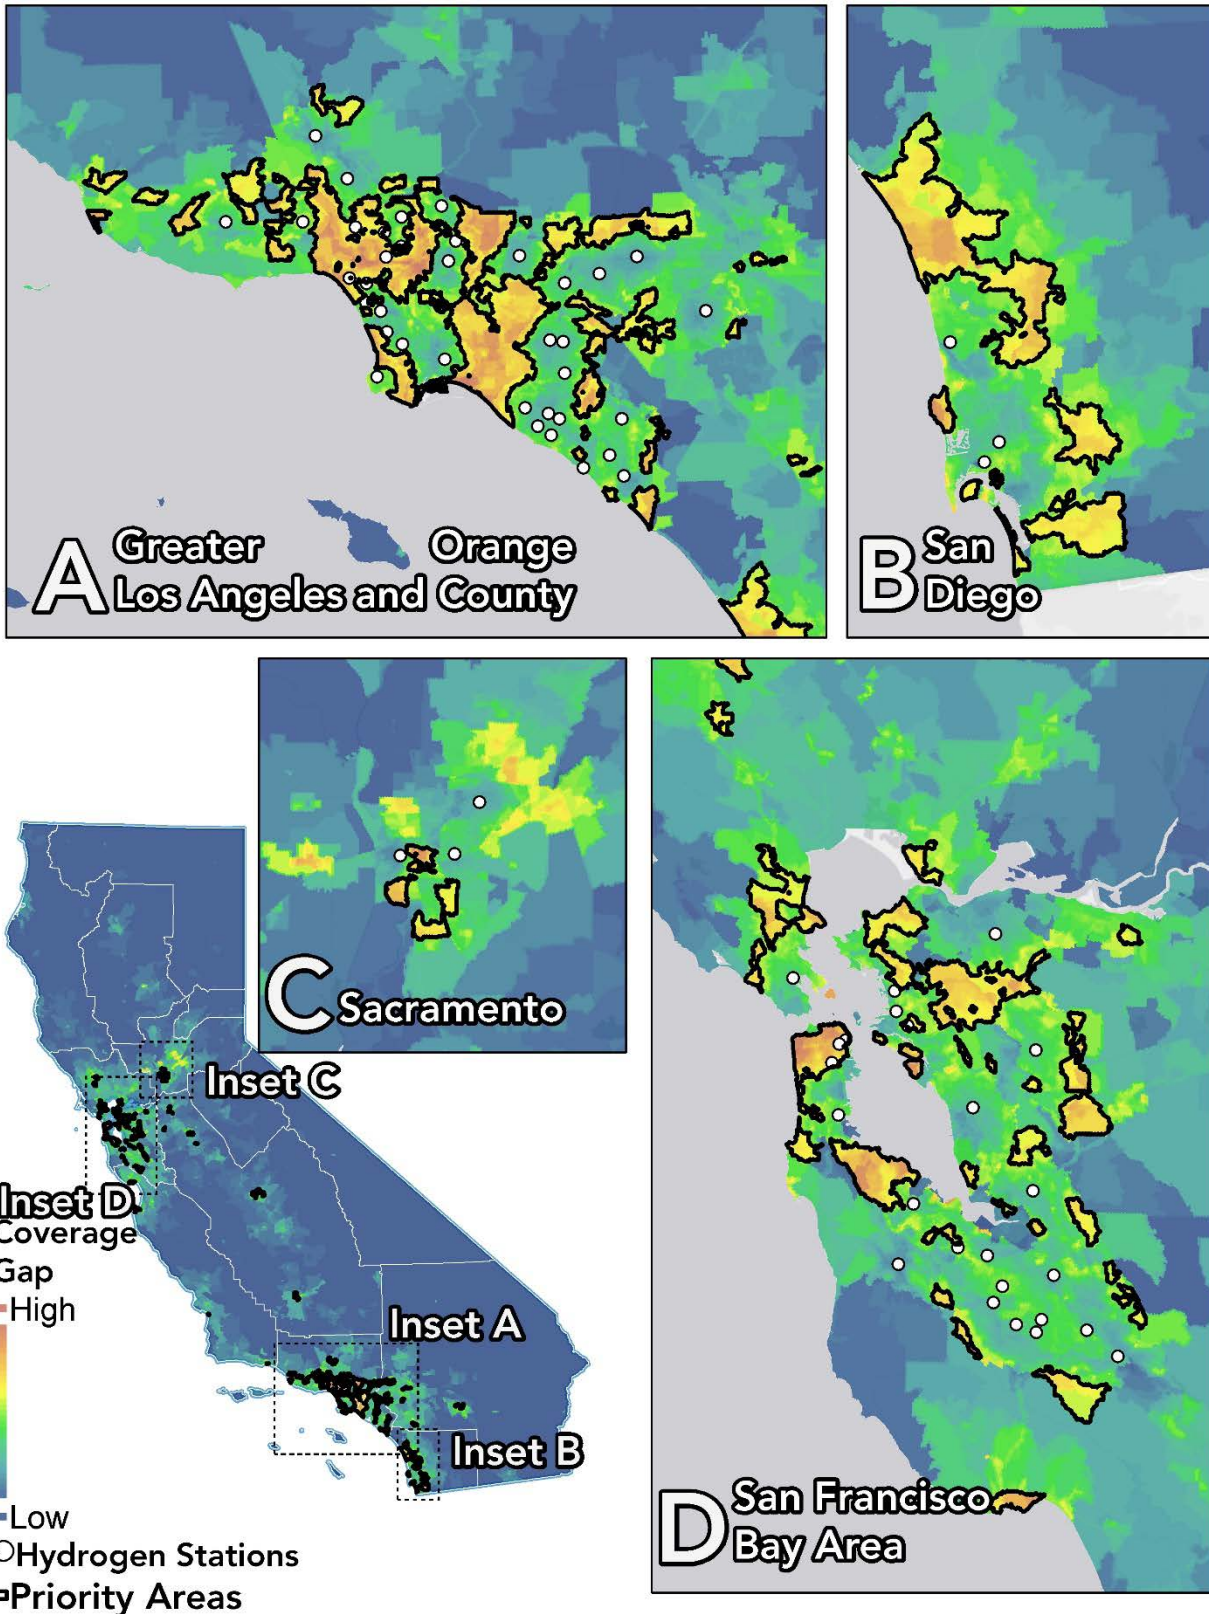 A Greater Orange
Los Angeles and County
B San
Diego
C Sacramento
Inset C
Inset D
Coverage
Gap
High
Inset A
Inset B
Low
Hydrogen Stations
Priority Areas
D San Francisco
Bay Area